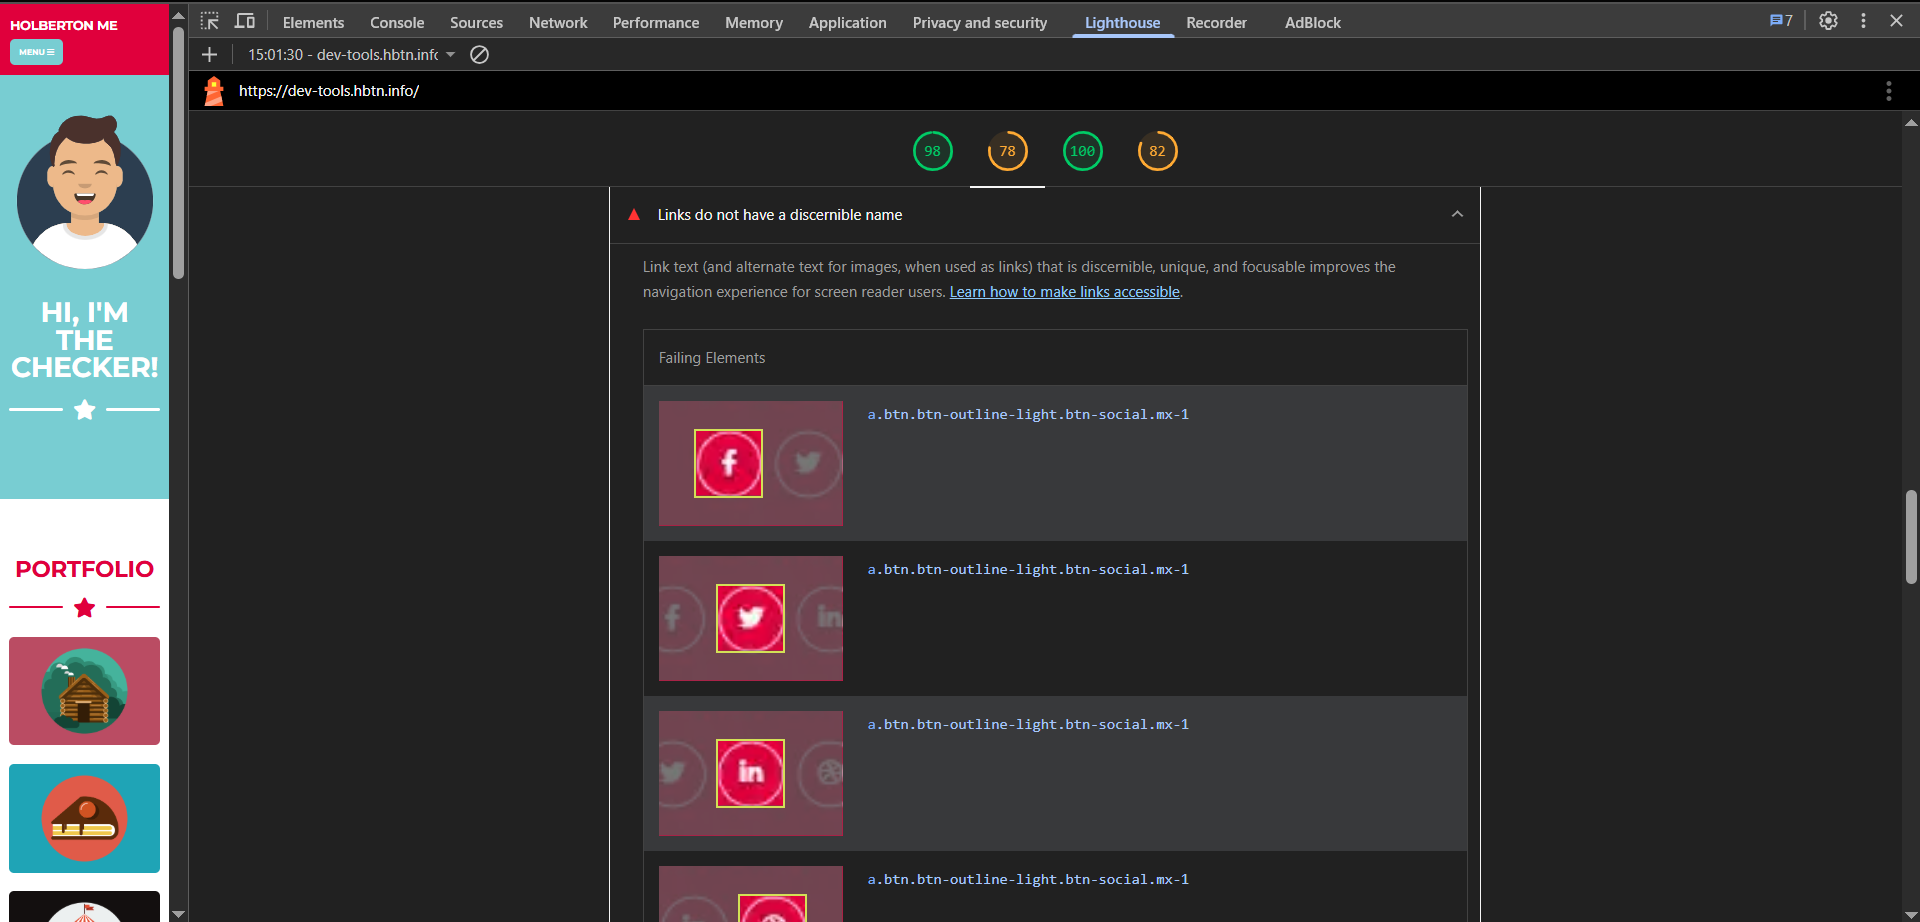 HOLBERTON ME
MENU
HI, I'M
THE
CHECKER!
PORTFOLIO
Elements Console Sources Network Performance Memory Application Privacy and security Lighthouse Recorder AdBlock 7
15:01:30 - dev-tools.hbtn.info
https://dev-tools.hbtn.info/
98 78 100 82
Links do not have a discernible name
Link text (and alternate text for images, when used as links) that is discernible, unique, and focusable improves the
navigation experience for screen reader users. Learn how to make links accessible.
Failing Elements
a.btn.btn-outline-light.btn-social.mx-1
a.btn.btn-outline-light.btn-social.mx-1
a.btn.btn-outline-light.btn-social.mx-1
a.btn.btn-outline-light.btn-social.mx-1